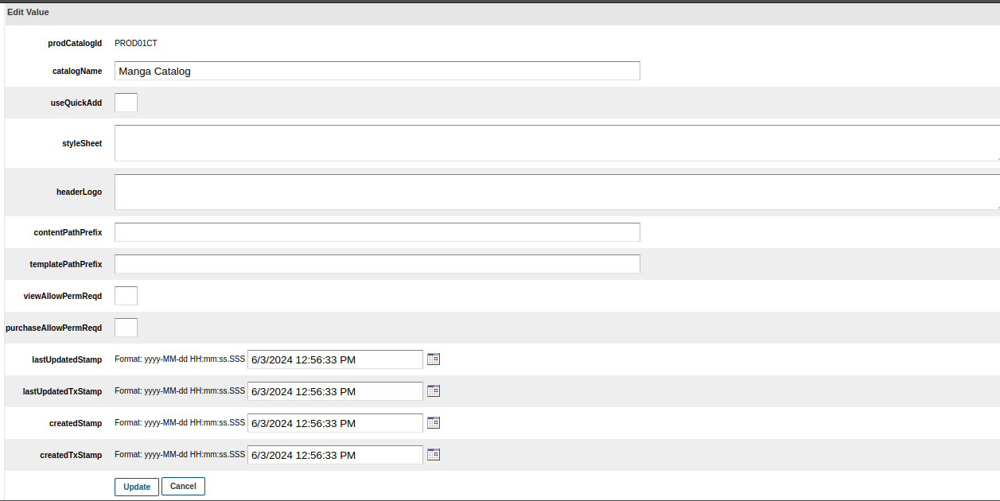 Edit Value
prodCatalogId PROD01CT
catalogName Manga Catalog
useQuickAdd
styleSheet
headerLogo
contentPathPrefix
templatePathPrefix
viewAllowPermReqd
purchaseAllowPermReqd
lastUpdatedStamp Format: yyyy-MM-dd HH:mm:ss.SSS 6/3/2024 12:56:33 PM
lastUpdatedTxStamp Format: yyyy-MM-dd HH:mm:ss.SSS 6/3/2024 12:56:33 PM
createdStamp Format: yyyy-MM-dd HH:mm:ss.SSS 6/3/2024 12:56:33 PM
createdTxStamp Format: yyyy-MM-dd HH:mm:ss.SSS 6/3/2024 12:56:33 PM
Update Cancel